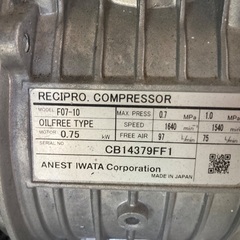 RECIPRO. COMPRESSOR
MODEL F07-10 MAX PRESS 0.7 MPa 1.0 MPa
OILFREE TYPE SPEED 1640 min⁻¹ 1540 min⁻¹
MOTOR 0.75 kW FREE AIR 97 ℓ/min 75 ℓ/min
SERIAL NO. CB14379FF1
ANEST IWATA Corporation
MADE IN JAPAN